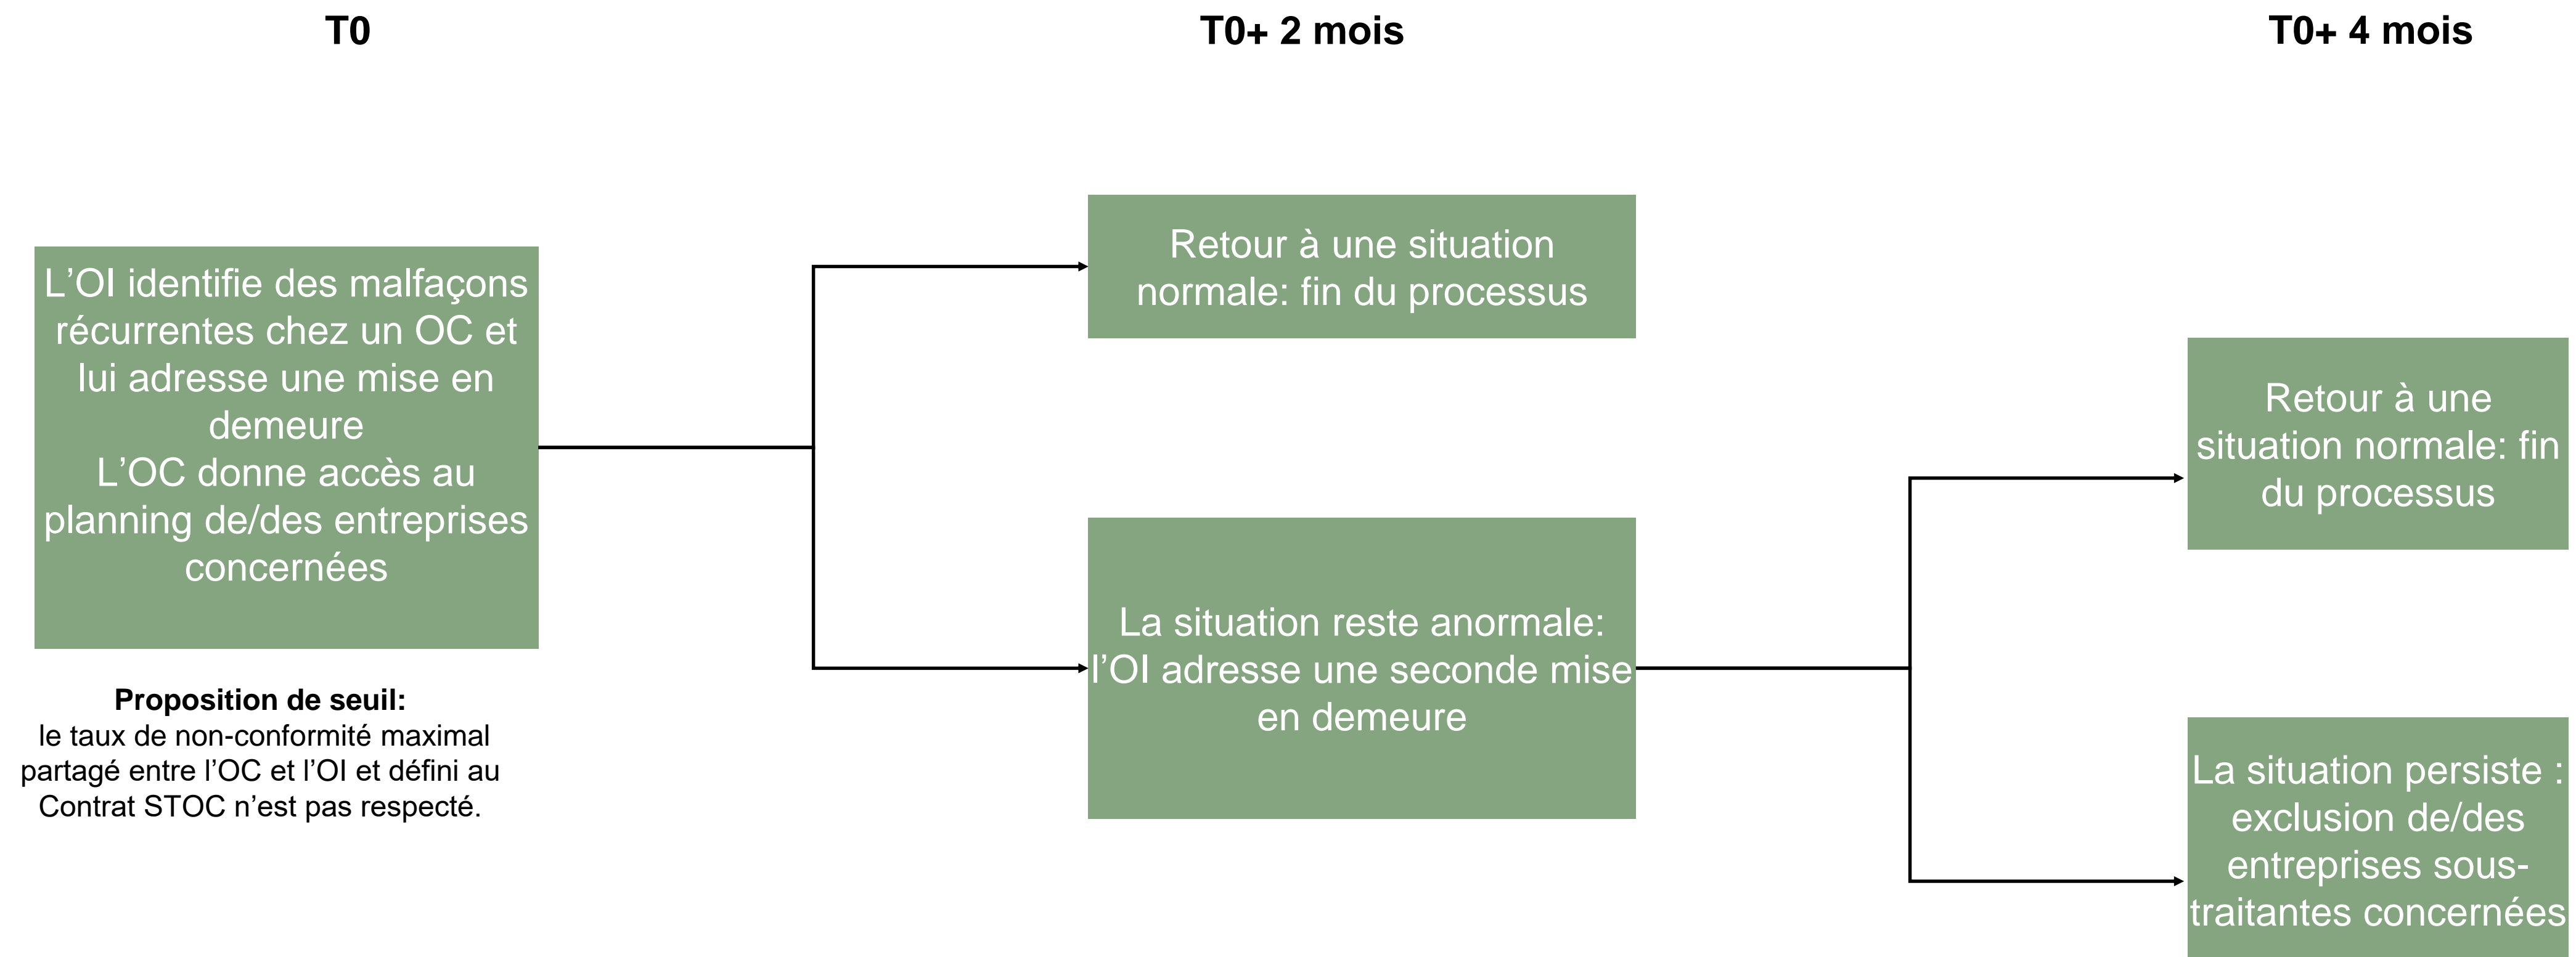 T0
T0+ 2 mois
T0+ 4 mois
L’OI identifie des malfaçons
récurrentes chez un OC et
lui adresse une mise en
demeure
L’OC donne accès au
planning de/des entreprises
concernées
Proposition de seuil:
le taux de non-conformité maximal
partagé entre l’OC et l’OI et défini au
Contrat STOC n’est pas respecté.
Retour à une situation
normale: fin du processus
La situation reste anormale:
l’OI adresse une seconde mise
en demeure
Retour à une
situation normale: fin
du processus
La situation persiste :
exclusion de/des
entreprises sous-
traitantes concernées